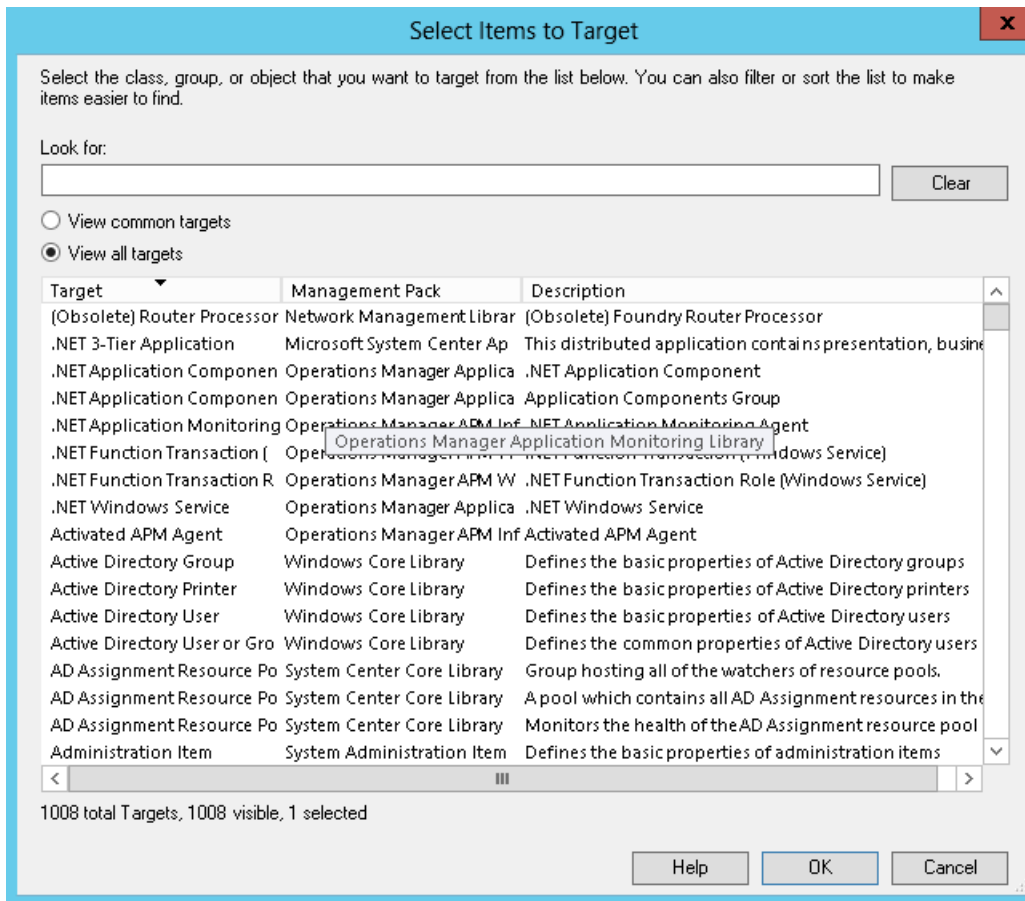 Select Items to Target
x
Select the class, group, or object that you want to target from the list below. You can also filter or sort the list to make
items easier to find.
Look for:
Clear
View common targets
View all targets
Target Management Pack Description
(Obsolete) Router Processor Network Management Librar (Obsolete) Foundry Router Processor
.NET 3-Tier Application Microsoft System Center Ap This distributed application contains presentation, busine
.NET Application Componen Operations Manager Applica .NET Application Component
.NET Application Componen Operations Manager Applica Application Components Group
.NET Application Monitoring Operations Manager APM Inf .NET Application Monitoring Agent
Operations Manager Application Monitoring Library
.NET Function Transaction ( Operations Manager APM .NET Function Transaction (Windows Service)
.NET Function Transaction R Operations Manager APM W .NET Function Transaction Role (Windows Service)
.NET Windows Service Operations Manager Applica .NET Windows Service
Activated APM Agent Operations Manager APM Inf Activated APM Agent
Active Directory Group Windows Core Library Defines the basic properties of Active Directory groups
Active Directory Printer Windows Core Library Defines the basic properties of Active Directory printers
Active Directory User Windows Core Library Defines the basic properties of Active Directory users
Active Directory User or Gro Windows Core Library Defines the common properties of Active Directory users
AD Assignment Resource Po System Center Core Library Group hosting all of the watchers of resource pools.
AD Assignment Resource Po System Center Core Library A pool which contains all AD Assignment resources in the
AD Assignment Resource Po System Center Core Library Monitors the health of the AD Assignment resource pool
Administration Item System Administration Item Defines the basic properties of administration items
1008 total Targets, 1008 visible, 1 selected
Help OK Cancel